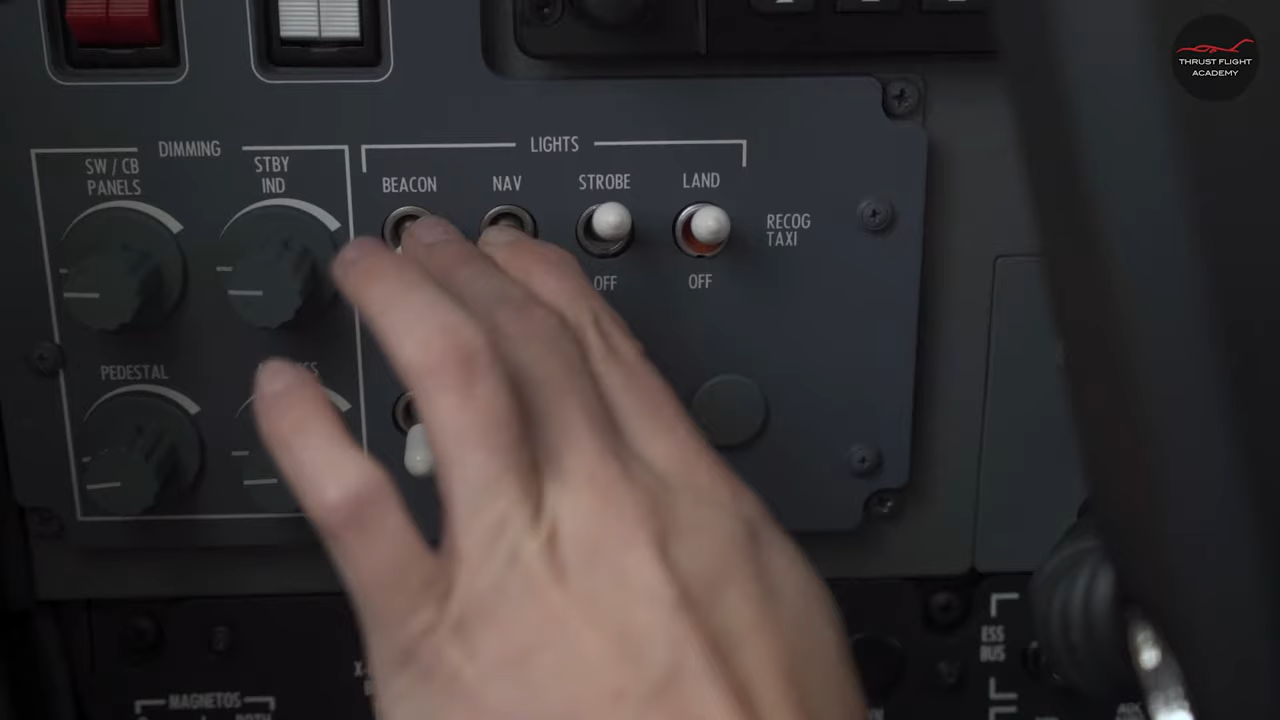 THRUST FLIGHT
ACADEMY
DIMMING
LIGHTS
SW / CB
PANELS
STBY
IND
BEACON
NAV
STROBE
LAND
RECOG
TAXI
OFF
OFF
PEDESTAL
ESS
BUS
MAGNETOS